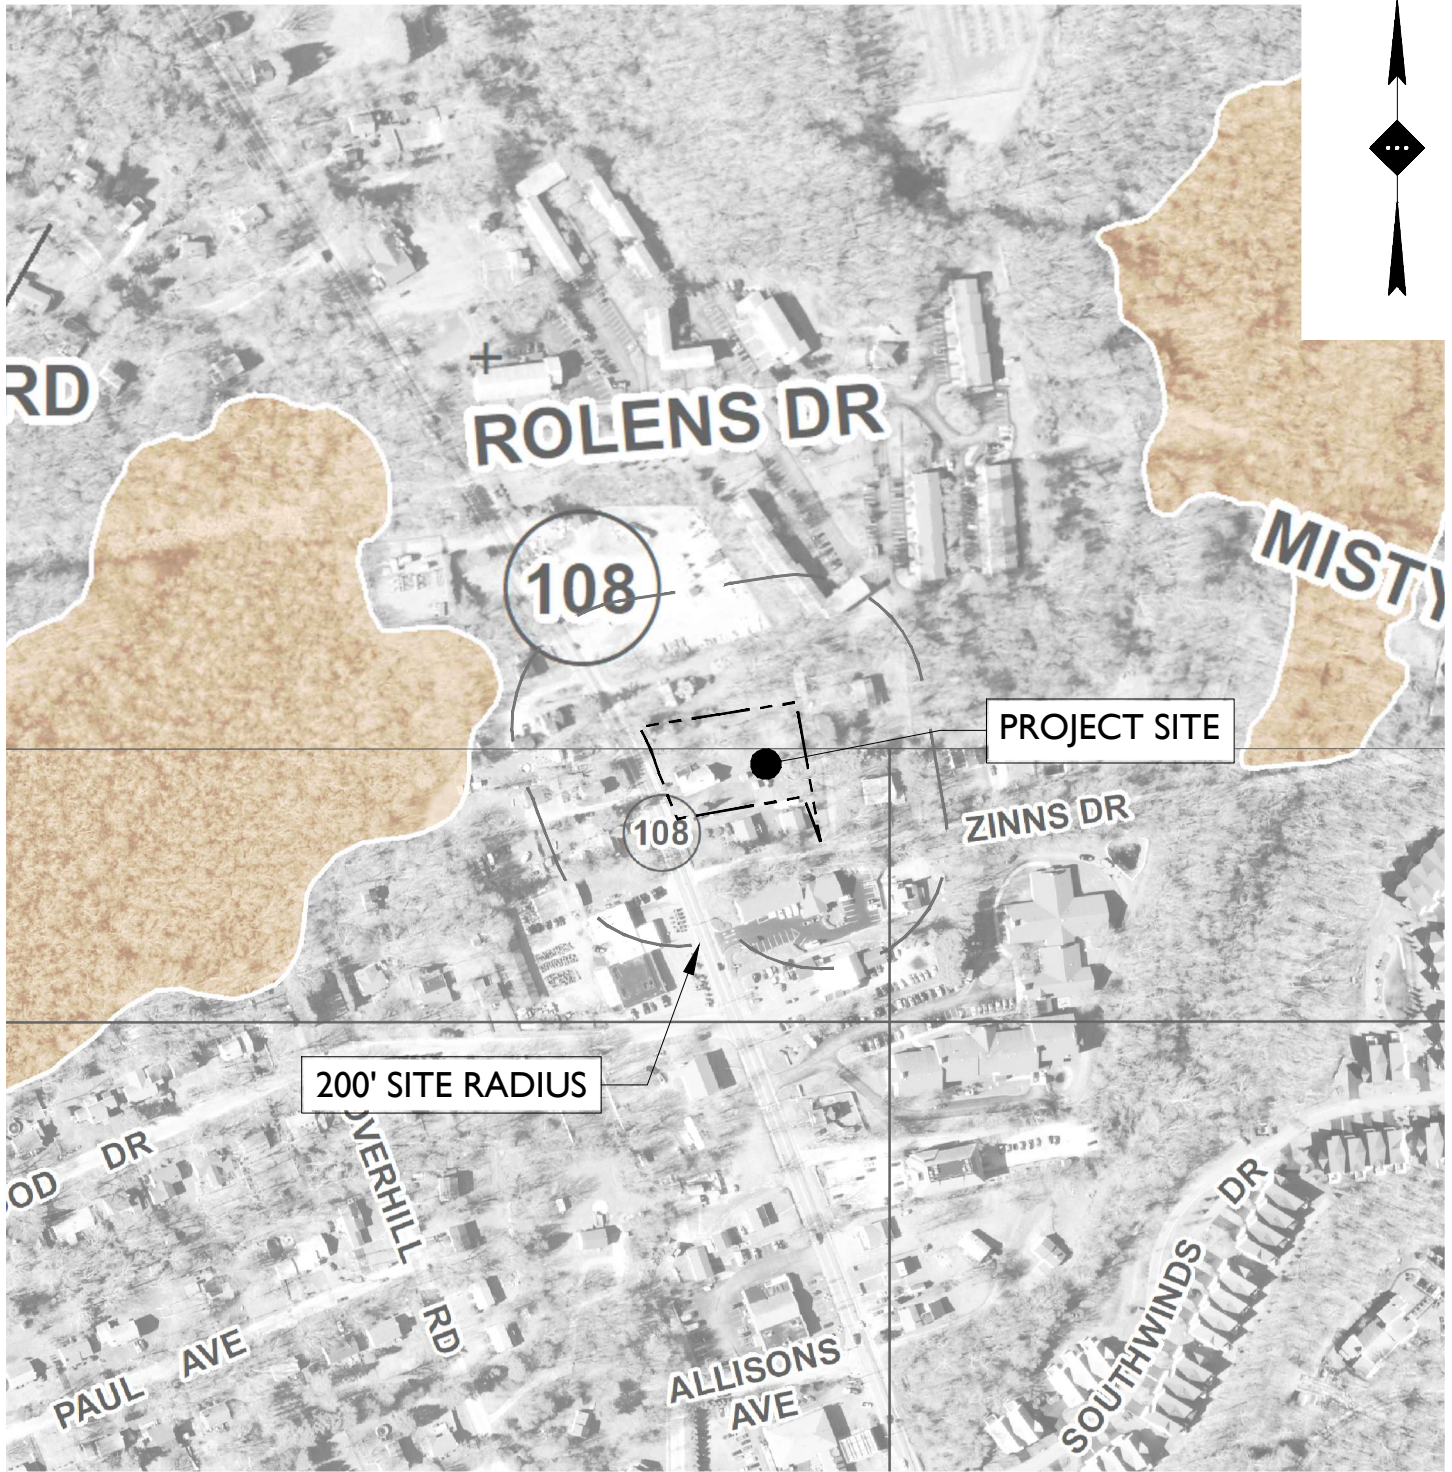 RD
ROLENS DR
108
MISTY
PROJECT SITE
ZINNS DR
108
200' SITE RADIUS
OD DR
OVERHILL
RD
PAUL AVE
ALLISONS
AVE
SOUTHWINDS DR